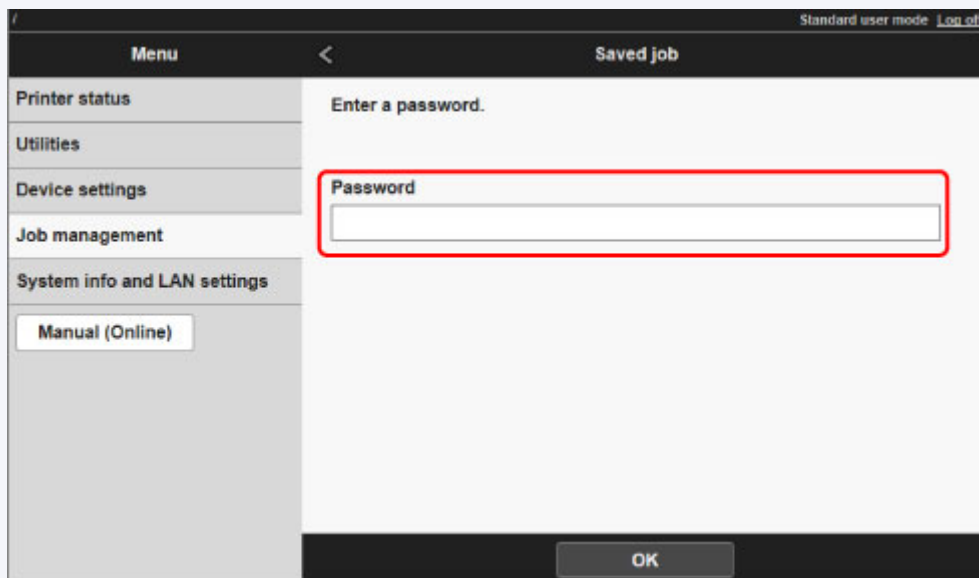 /
Standard user mode Log of
Menu
< Saved job
Printer status
Utilities
Device settings
Job management
System info and LAN settings
Manual (Online)
Enter a password.
Password
OK